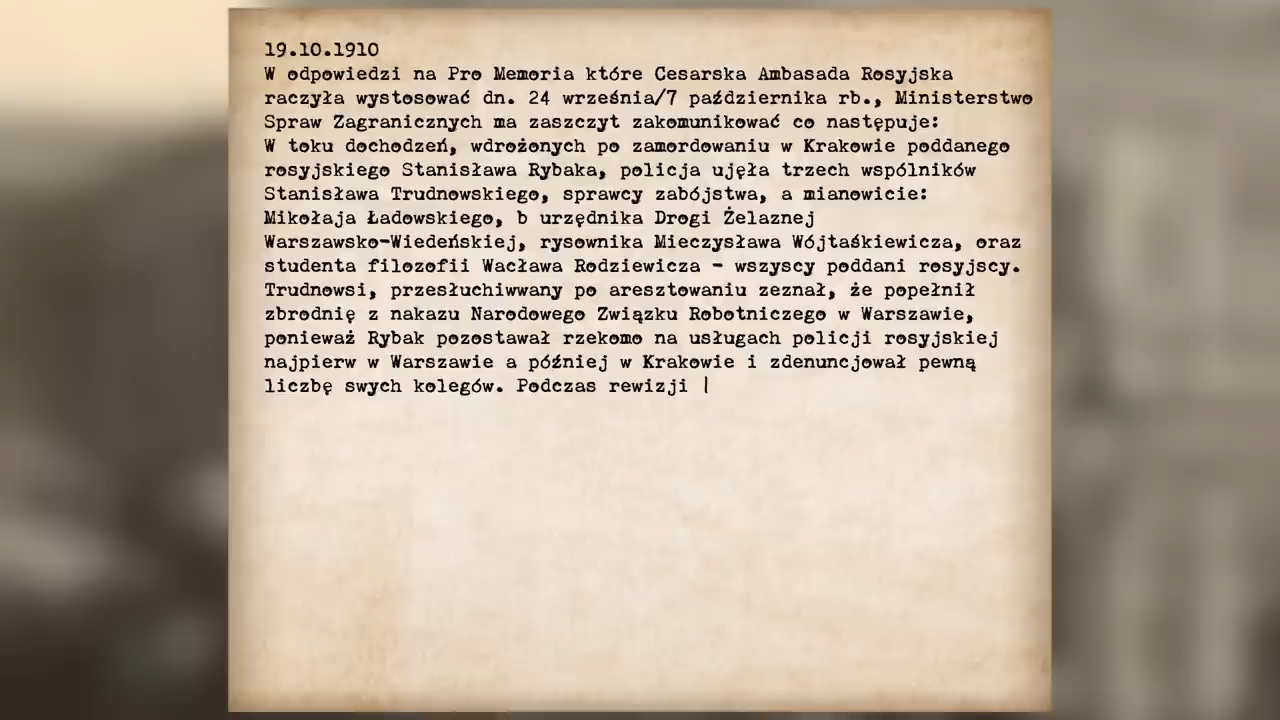 19.10.1910
W odpowiedzi na Pro Memoria które Cesarska Ambasada Rosyjska
raczyła wystosować dn. 24 września/7 października rb., Ministerstwo
Spraw Zagranicznych ma zaszczyt zakomunikować co następuje:
W toku dochodzeń, wdrożonych po zamordowaniu w Krakowie poddanego
rosyjskiego Stanisława Rybaka, policja ujęła trzech wspólników
Stanisława Trudnowskiego, sprawcy zabójstwa, a mianowicie:
Mikołaja Ładowskiego, b urzędnika Drogi Żelaznej
Warszawsko-Wiedeńskiej, rysownika Mieczysława Wójtaśkiewicza, oraz
studenta filozofii Wacława Rodziewicza - wszyscy poddani rosyjscy.
Trudnowsi, przesłuchiwwany po aresztowaniu zeznał, że popełnił
zbrodnię z nakazu Narodowego Związku Robotniczego w Warszawie,
ponieważ Rybak pozostawał rzekomo na usługach policji rosyjskiej
najpierw w Warszawie a później w Krakowie i zdenuncjował pewną
liczbę swych kolegów. Podczas rewizji |